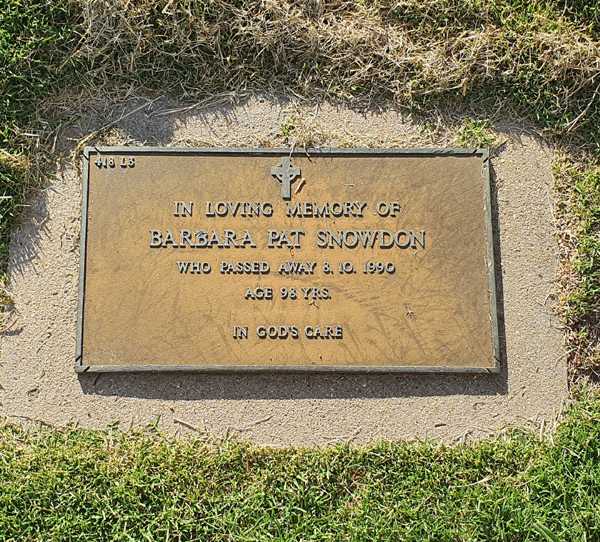 418 L3
IN LOVING MEMORY OF
BARBARA PAT SNOWDON
WHO PASSED AWAY 8. 10. 1990
AGE 98 YRS.
IN GOD'S CARE